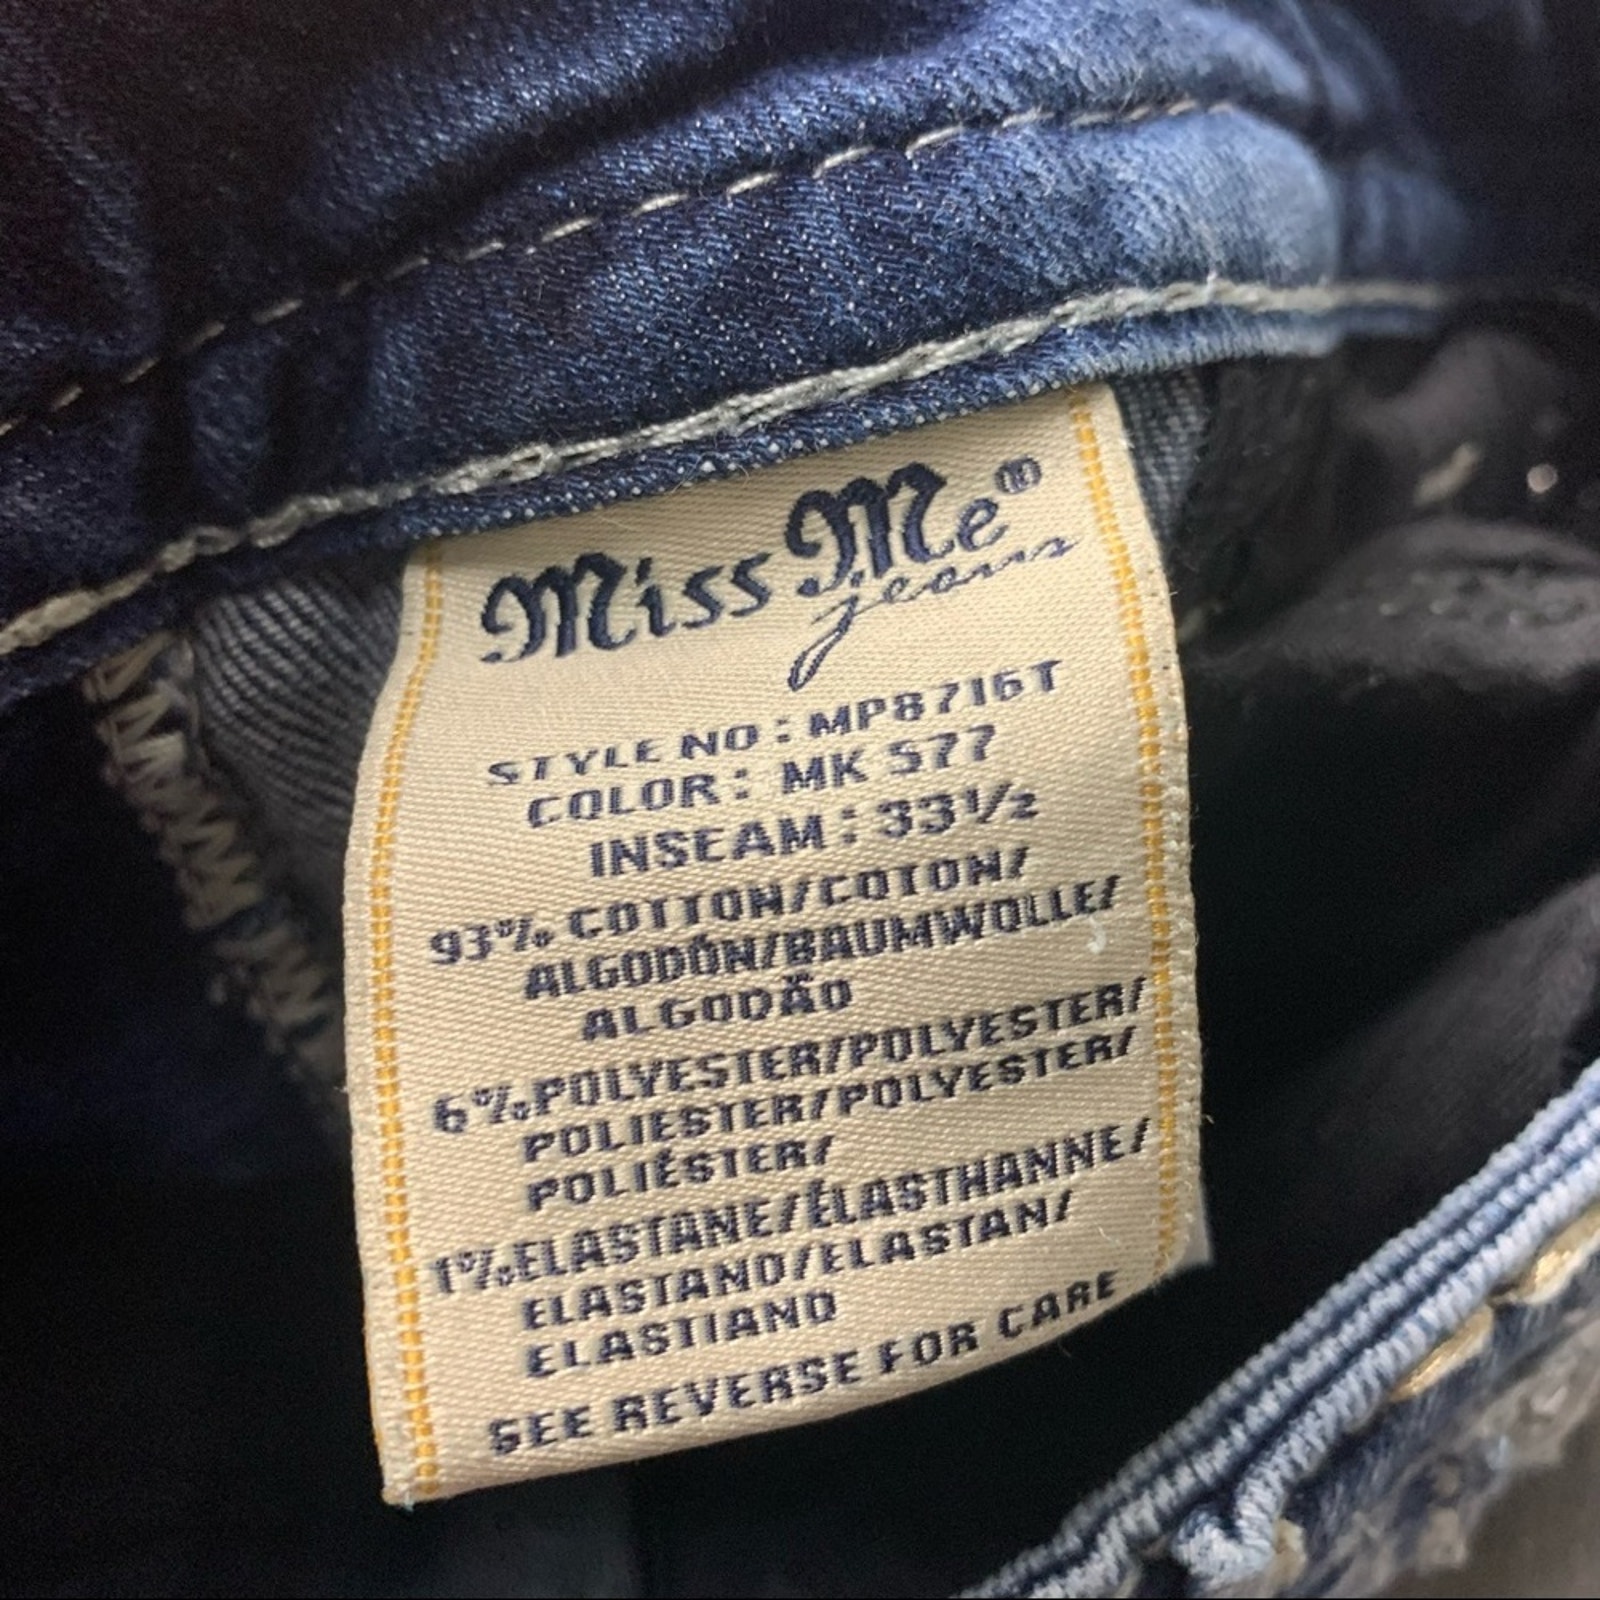 Miss Me®
jeans
STYLE NO : MP8716T
COLOR : MK 577
INSEAM : 33½
93% COTTON/COTON/
ALGODÓN/BAUMWOLLE/
ALGODÃO
6% POLYESTER/POLYESTER/
POLIESTER/POLYESTER/
POLIÉSTER/
1% ELASTANE/ÉLASTHANNE/
ELASTANO/ELASTAN/
ELASTIANO
SEE REVERSE FOR CARE